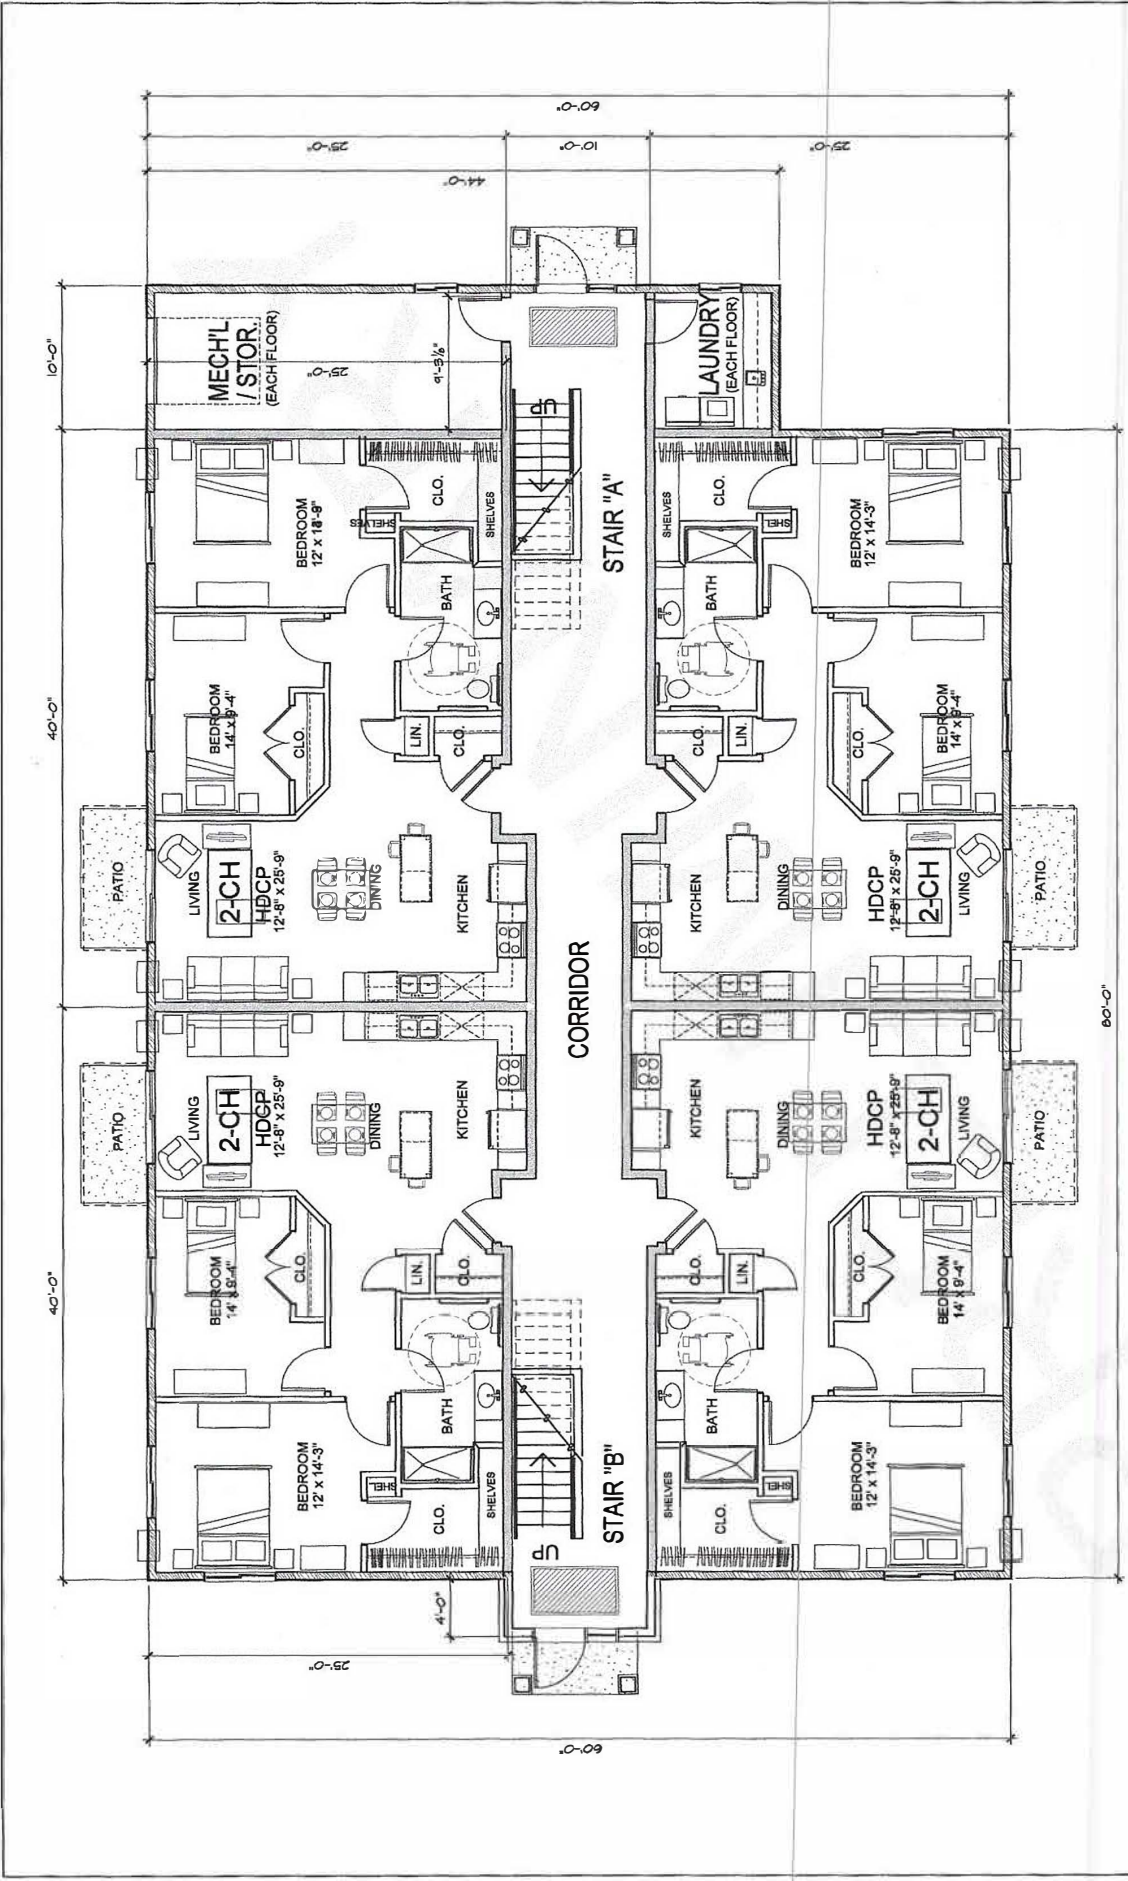 60'-0"
25'-0"
10'-0"
25'-0"
44'-0"
10'-0"
MECH'L
/ STOR.
(EACH FLOOR)
25'-0"
9'-3½"
LAUNDRY
(EACH FLOOR)
UP
STAIR "A"
40'-0"
BEDROOM
12' x 18'-9"
SHELVES
CLO.
SHELVES
BATH
SHELVES
CLO.
SHEL
BATH
BEDROOM
12' x 14'-3"
BEDROOM
14' x 9'-4"
CLO.
LIN.
CLO.
CLO.
LIN.
CLO.
BEDROOM
14' x 9'-4"
PATIO
LIVING
2-CH
HDCP
12'-8" x 25'-9"
DINING
KITCHEN
KITCHEN
DINING
HDCP
12'-8" x 25'-9"
2-CH
LIVING
PATIO
CORRIDOR
80'-0"
PATIO
LIVING
2-CH
HDCP
12'-8" x 25'-9"
DINING
KITCHEN
KITCHEN
DINING
HDCP
12'-8" x 25'-9"
2-CH
LIVING
PATIO
40'-0"
BEDROOM
14' x 9'-4"
CLO.
LIN.
CLO.
CLO.
LIN.
CLO.
BEDROOM
14' x 9'-4"
BATH
BATH
BEDROOM
12' x 14'-3"
SHEL
CLO.
SHELVES
UP
STAIR "B"
SHELVES
CLO.
SHEL
BEDROOM
12' x 14'-3"
4'-0"
25'-0"
60'-0"